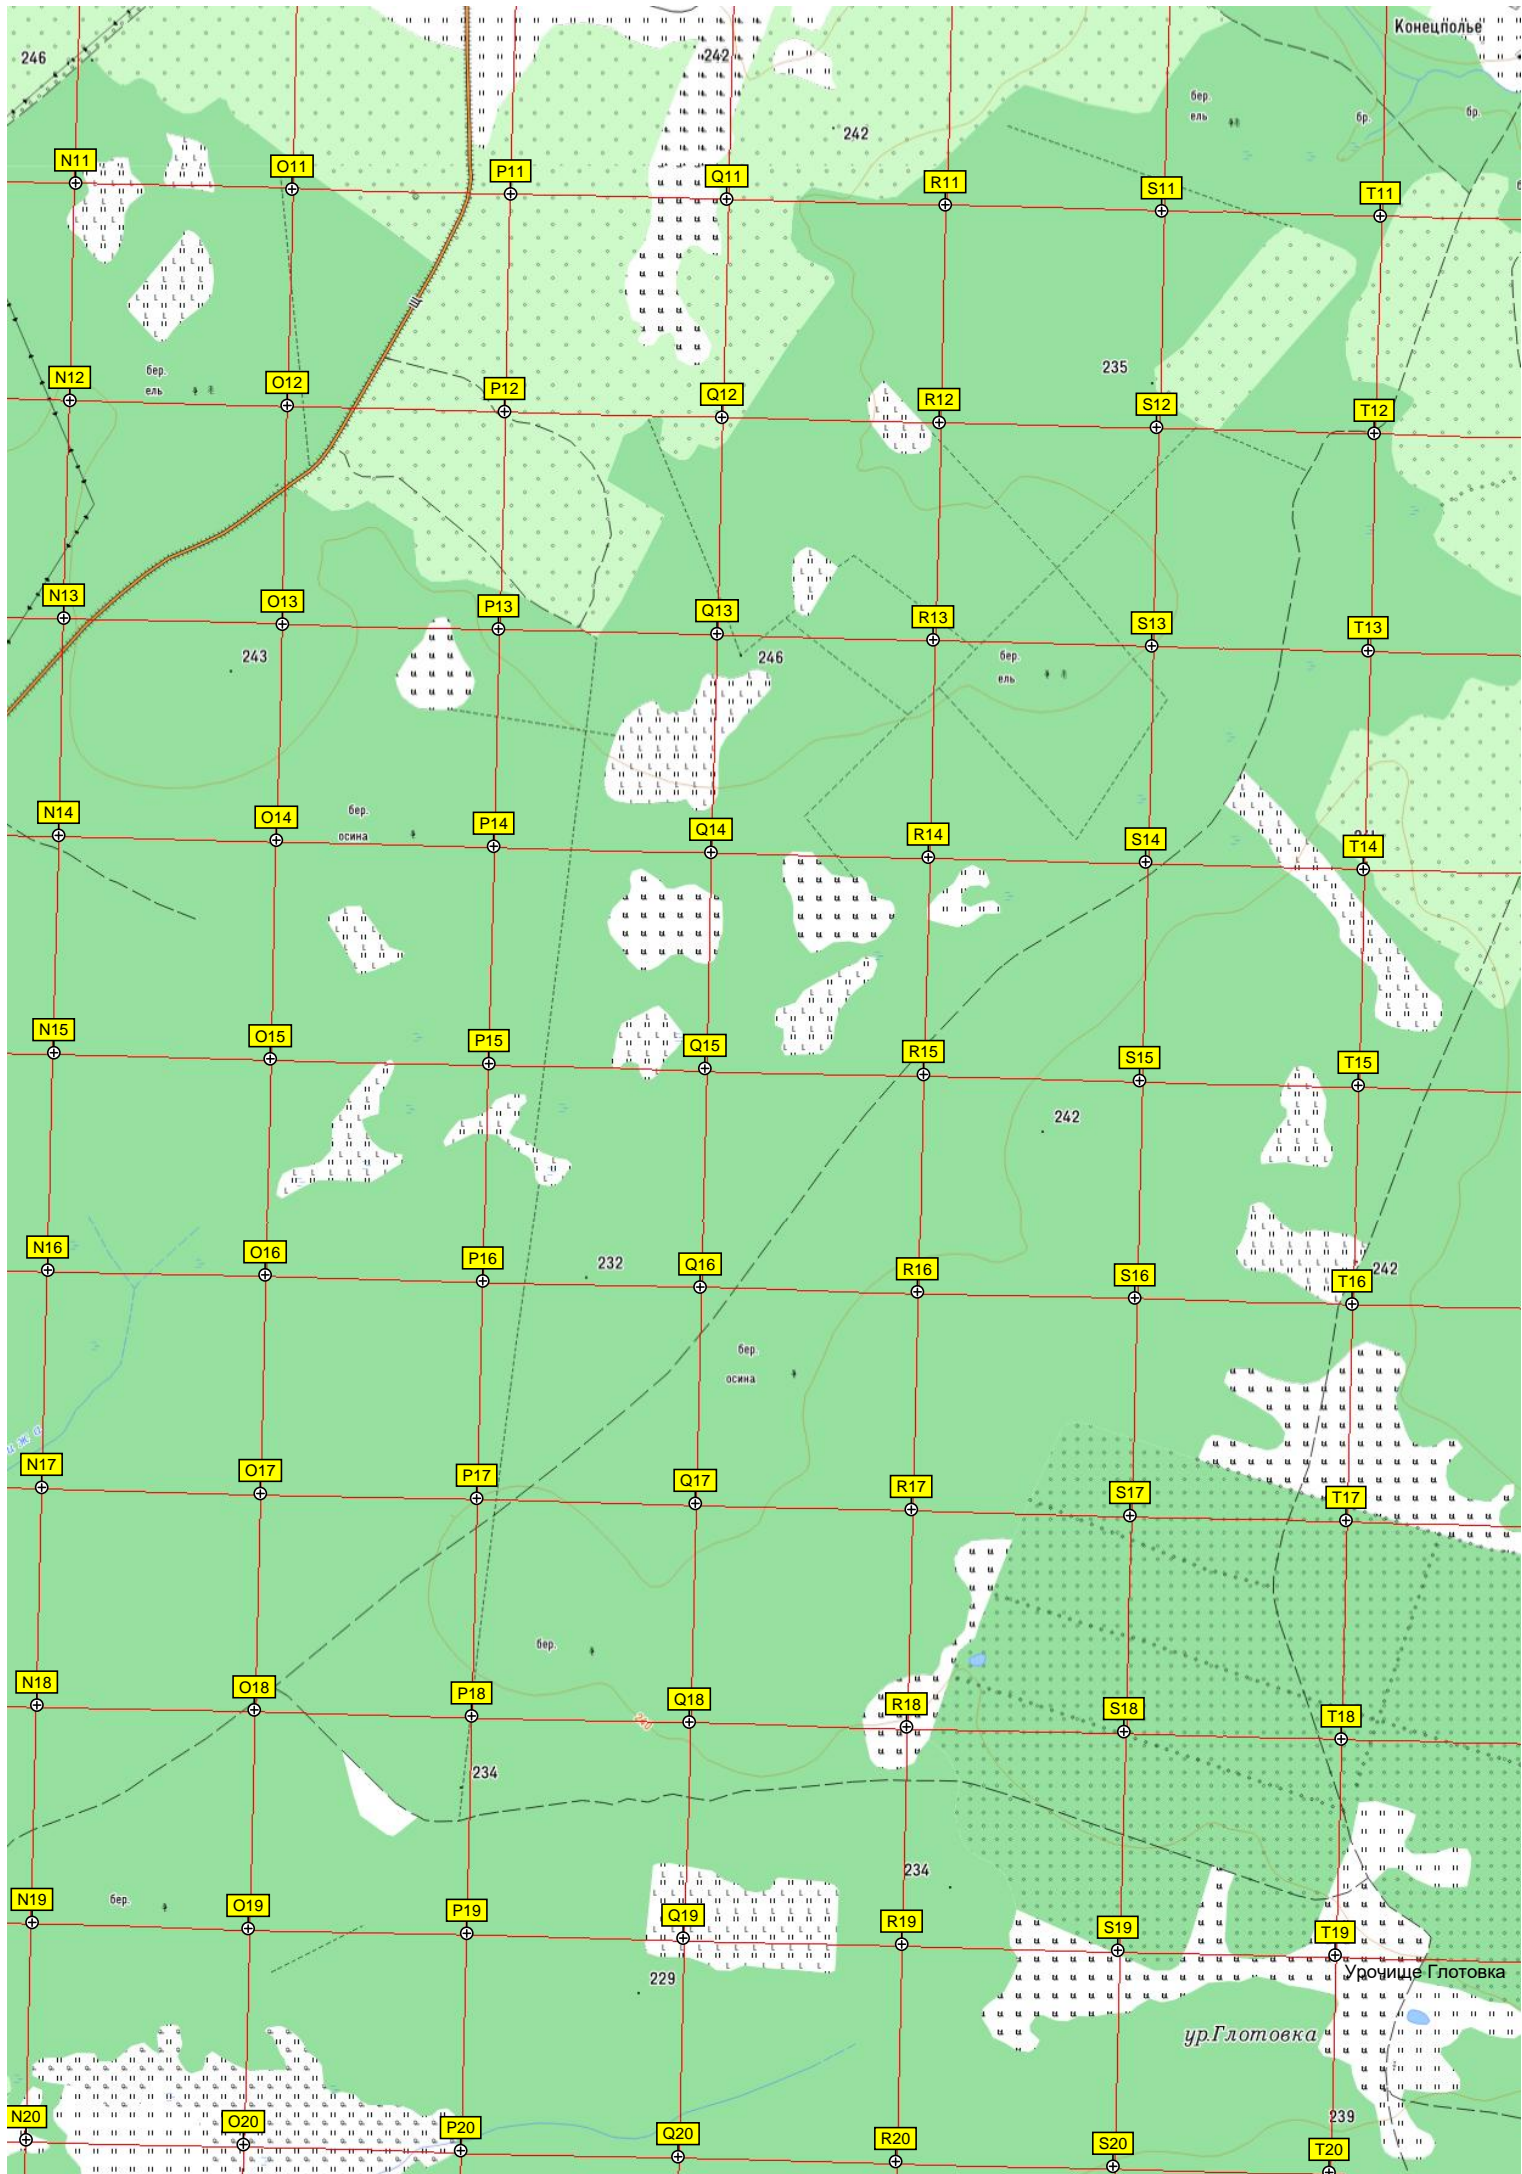 Конецполье
246
242
242
бер.
ель
бр.
бр.
N11
O11
P11
Q11
R11
S11
T11
Щ
235
бер.
ель
N12
O12
P12
Q12
R12
S12
T12
N13
O13
P13
Q13
R13
S13
T13
243
246
бер.
ель
бер.
осина
N14
O14
P14
Q14
R14
S14
T14
N15
O15
P15
Q15
R15
S15
T15
242
N16
O16
P16
232
Q16
R16
S16
T16
242
бер.
осина
N17
O17
P17
Q17
R17
S17
T17
бер.
N18
O18
P18
Q18
R18
S18
T18
240
234
234
бер.
N19
O19
P19
Q19
R19
S19
T19
Урочище Глотовка
229
ур.Глотовка
239
N20
O20
P20
Q20
R20
S20
T20